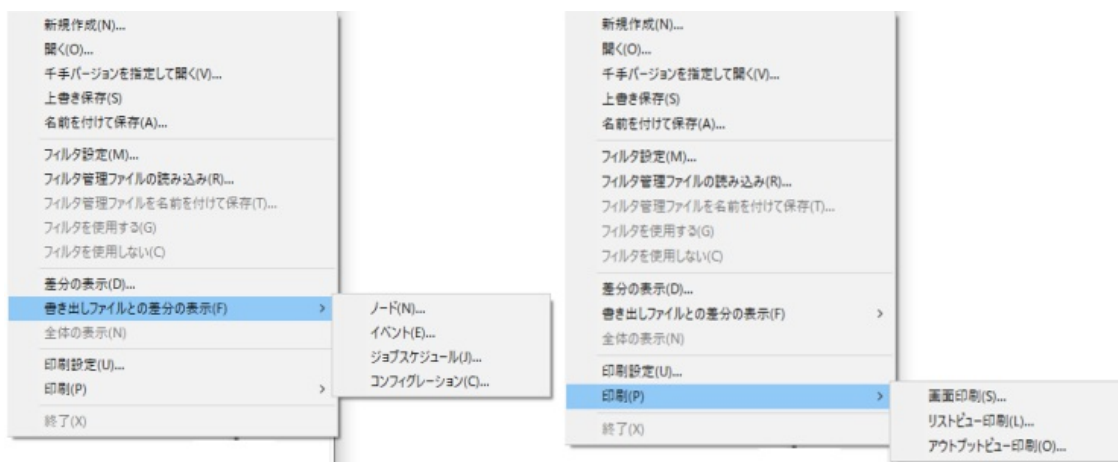 新規作成(N)...
開く(O)...
千手バージョンを指定して開く(V)...
上書き保存(S)
名前を付けて保存(A)...
フィルタ設定(M)...
フィルタ管理ファイルの読み込み(R)...
フィルタ管理ファイルを名前を付けて保存(T)...
フィルタを使用する(G)
フィルタを使用しない(C)
差分の表示(D)...
書き出しファイルとの差分の表示(F)
全体の表示(N)
印刷設定(U)...
印刷(P)
終了(X)
ノード(N)...
イベント(E)...
ジョブスケジュール(J)...
コンフィグレーション(C)...
新規作成(N)...
開く(O)...
千手バージョンを指定して開く(V)...
上書き保存(S)
名前を付けて保存(A)...
フィルタ設定(M)...
フィルタ管理ファイルの読み込み(R)...
フィルタ管理ファイルを名前を付けて保存(T)...
フィルタを使用する(G)
フィルタを使用しない(C)
差分の表示(D)...
書き出しファイルとの差分の表示(F)
全体の表示(N)
印刷設定(U)...
印刷(P)
終了(X)
画面印刷(S)...
リストビュー印刷(L)...
アウトプットビュー印刷(O)...